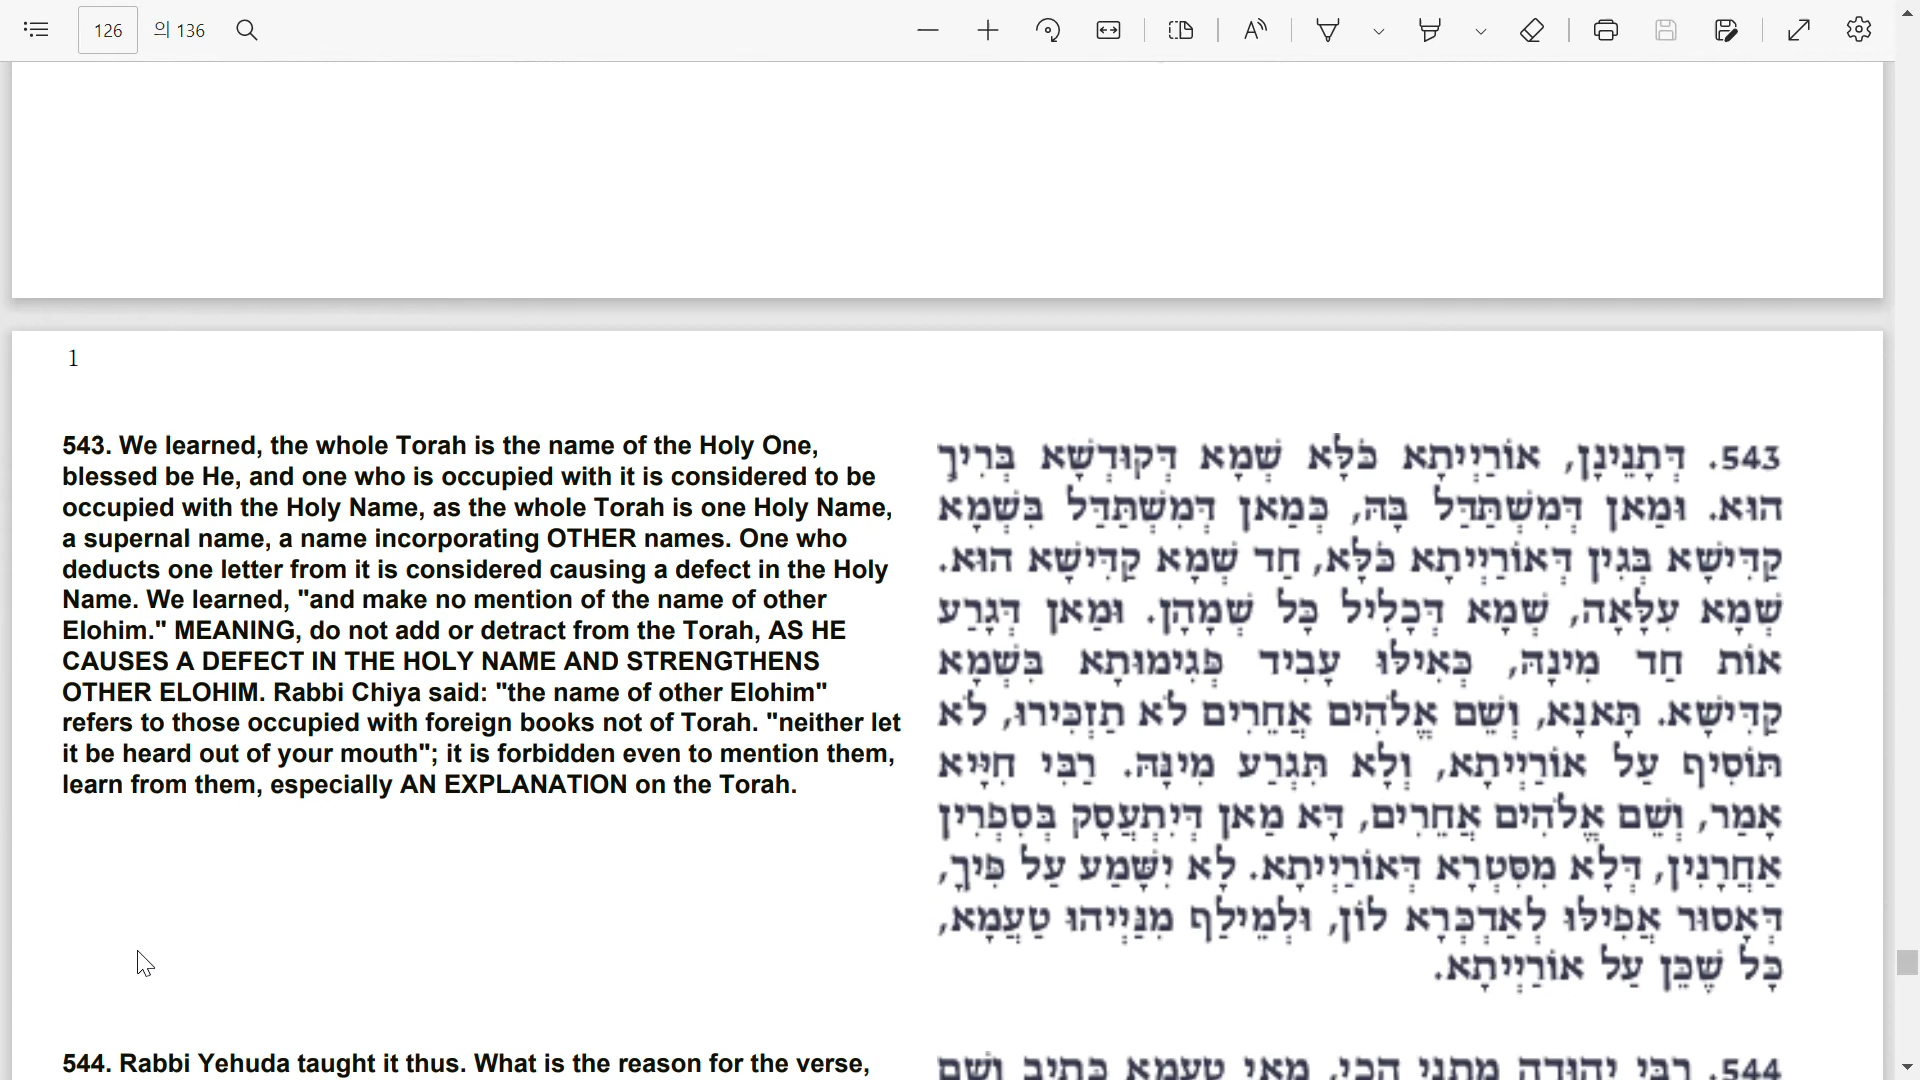 126 의 136
1
543. We learned, the whole Torah is the name of the Holy One,
blessed be He, and one who is occupied with it is considered to be
occupied with the Holy Name, as the whole Torah is one Holy Name,
a supernal name, a name incorporating OTHER names. One who
deducts one letter from it is considered causing a defect in the Holy
Name. We learned, "and make no mention of the name of other
Elohim." MEANING, do not add or detract from the Torah, AS HE
CAUSES A DEFECT IN THE HOLY NAME AND STRENGTHENS
OTHER ELOHIM. Rabbi Chiya said: "the name of other Elohim"
refers to those occupied with foreign books not of Torah. "neither let
it be heard out of your mouth"; it is forbidden even to mention them,
learn from them, especially AN EXPLANATION on the Torah.
543. דְּתָנֵינָן, אוֹרַיְיתָא כֹּלָּא שְׁמָא דְּקוּדְשָׁא בְּרִיךְ
הוּא. וּמַאן דְּמִשְׁתַּדַּל בָּהּ, כְּמַאן דְּמִשְׁתַּדַּל בִּשְׁמָא
קַדִּישָׁא בְּגִין דְּאוֹרַיְיתָא כֹּלָּא, חַד שְׁמָא קַדִּישָׁא הוּא.
שְׁמָא עִלָּאָה, שְׁמָא דְּכָלִיל כָּל שְׁמָהָן. וּמַאן דְּגָרַע
אוֹת חַד מִינָּהּ, כְּאִילּוּ עָבִיד פְּגִימוּתָא בִּשְׁמָא
קַדִּישָׁא. תָּאנָא, וְשֵׁם אֱלֹהִים אֲחֵרִים לֹא תַזְכִּירוּ, לֹא
תּוֹסִיף עַל אוֹרַיְיתָא, וְלָא תִּגְרַע מִינָּהּ. רַבִּי חִיָּיא
אָמַר, וְשֵׁם אֱלֹהִים אֲחֵרִים, דָּא מַאן דְּיִתְעֲסָק בְּסִפְרִין
אַחֲרָנִין, דְּלָא מִסִּטְרָא דְּאוֹרַיְיתָא. לָא יִשָּׁמַע עַל פִּיךָ,
דְּאָסוּר אֲפִילּוּ לְאַדְכְּרָא לוֹן, וּלְמֵילַף מִנַּיְיהוּ טַעֲמָא,
כָּל שֶׁכֵּן עַל אוֹרַיְיתָא.
544. Rabbi Yehuda taught it thus. What is the reason for the verse,
544. רבי יהודה מתני הכי, מאי טעמא כתיב ושם